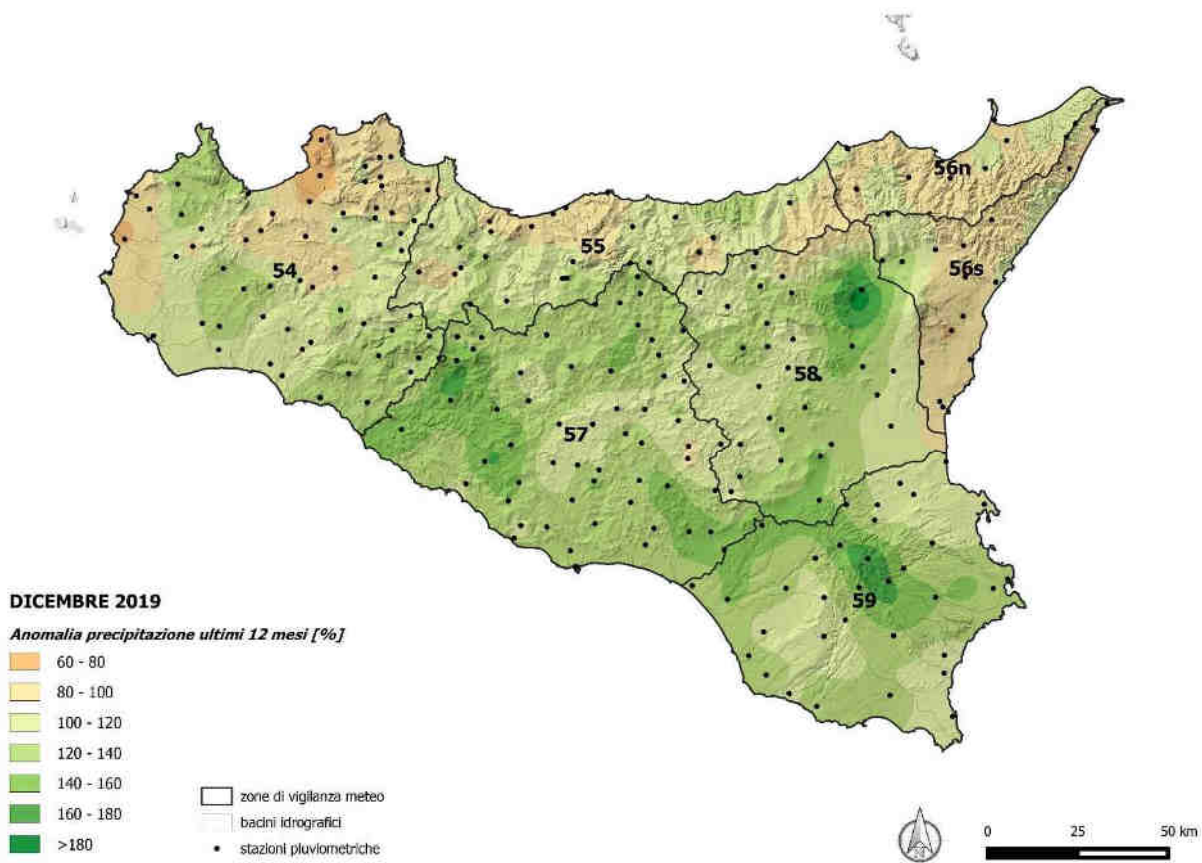 56n
55
56s
54
58
57
59
DICEMBRE 2019
Anomalia precipitazione ultimi 12 mesi [%]
60 - 80
80 - 100
100 - 120
120 - 140
140 - 160
160 - 180
>180
zone di vigilanza meteo
bacini idrografici
stazioni pluviometriche
0 25 50 km